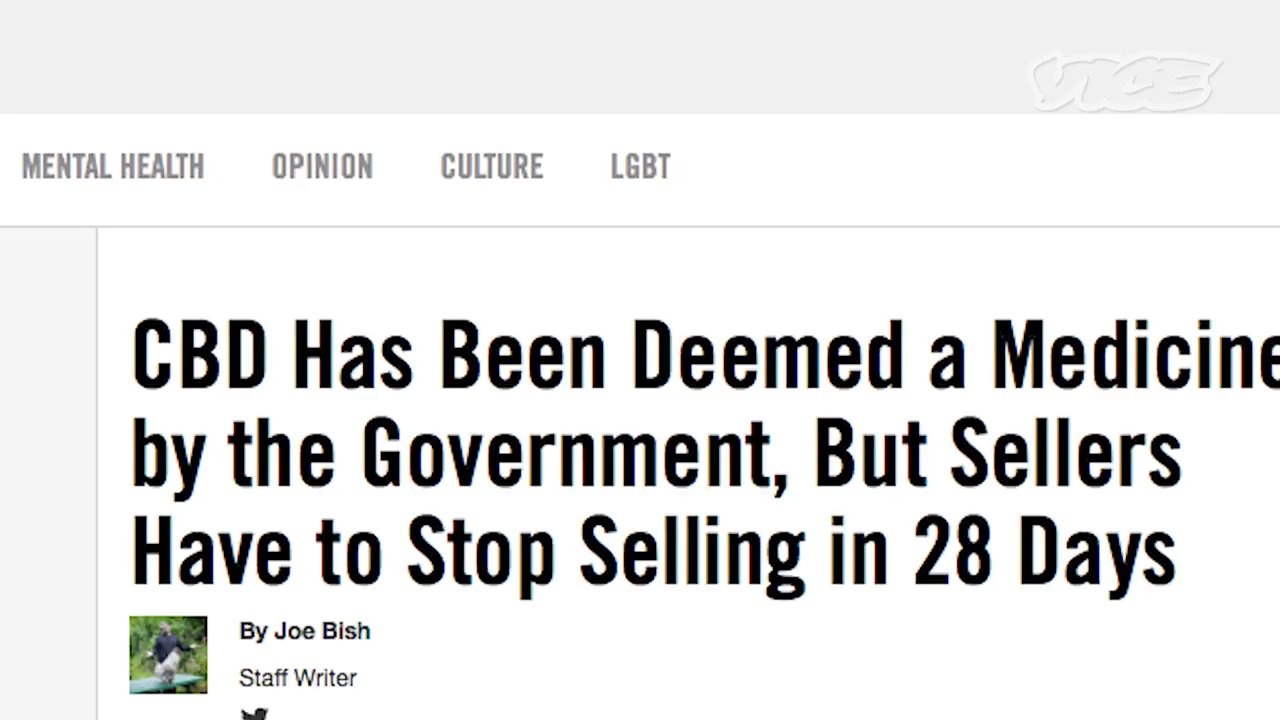 VICE
MENTAL HEALTH OPINION CULTURE LGBT
CBD Has Been Deemed a Medicine
by the Government, But Sellers
Have to Stop Selling in 28 Days
By Joe Bish
Staff Writer